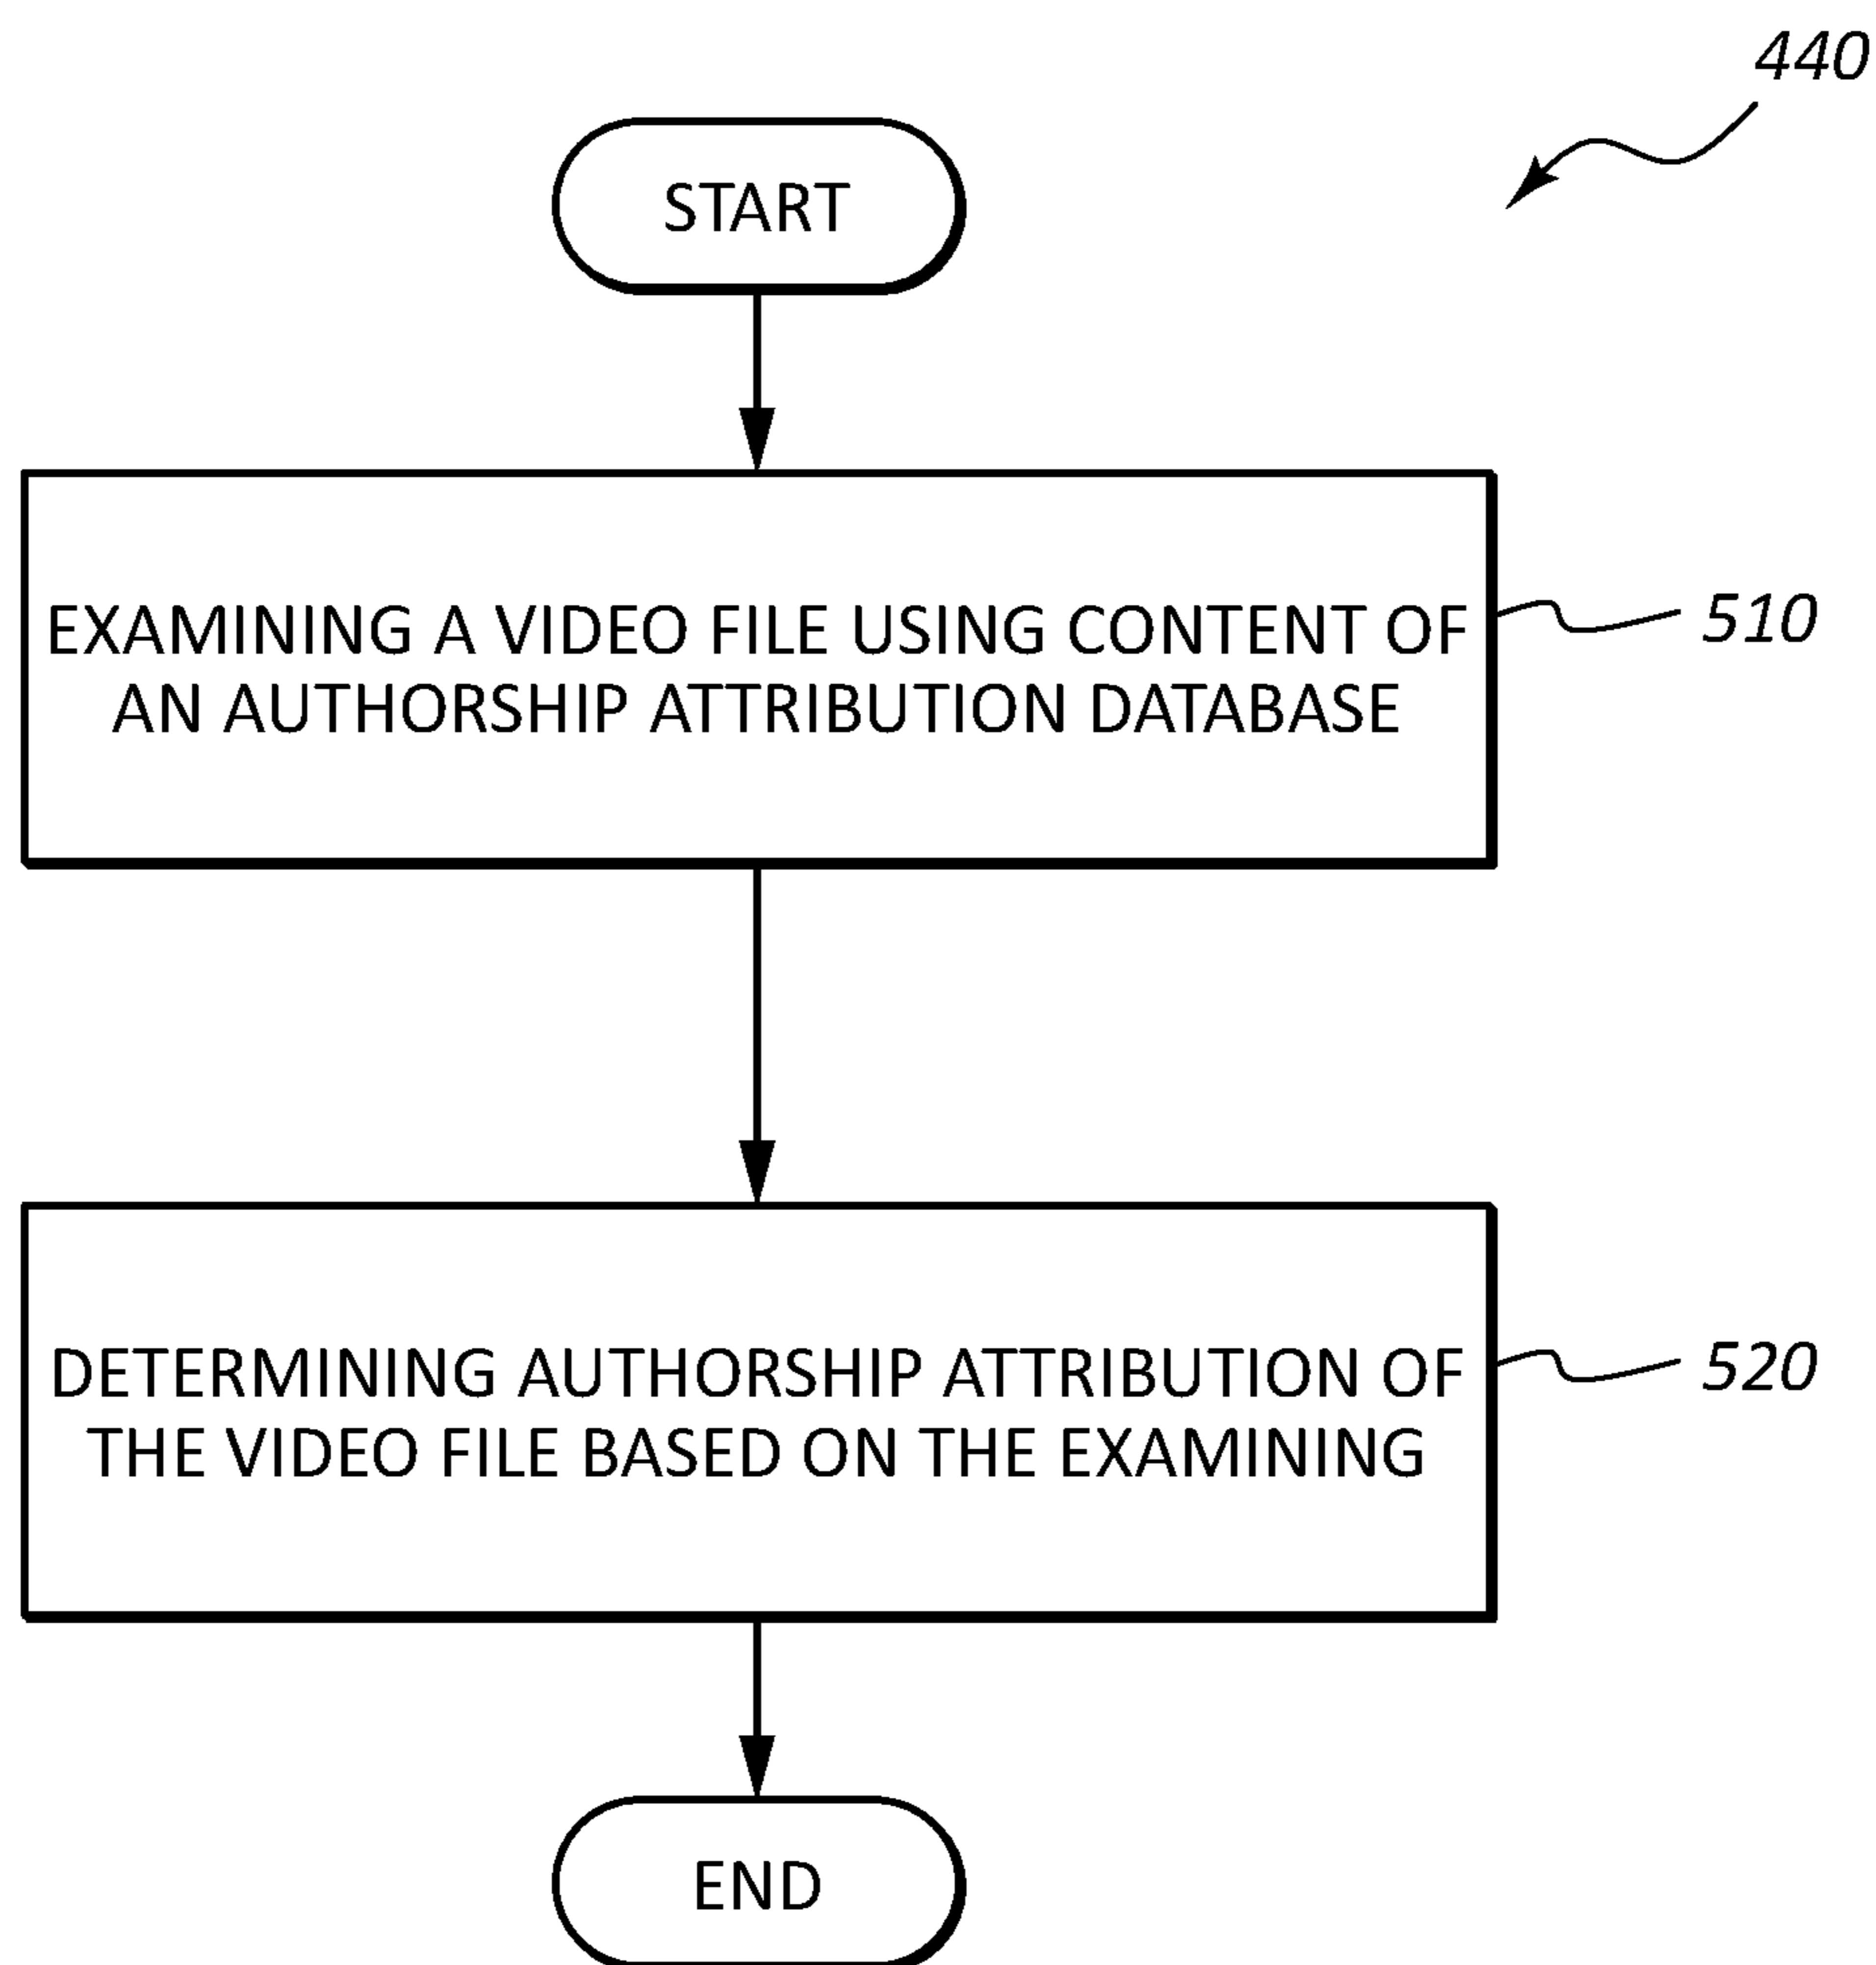 440
START
EXAMINING A VIDEO FILE USING CONTENT OF
AN AUTHORSHIP ATTRIBUTION DATABASE
510
DETERMINING AUTHORSHIP ATTRIBUTION OF
THE VIDEO FILE BASED ON THE EXAMINING
520
END